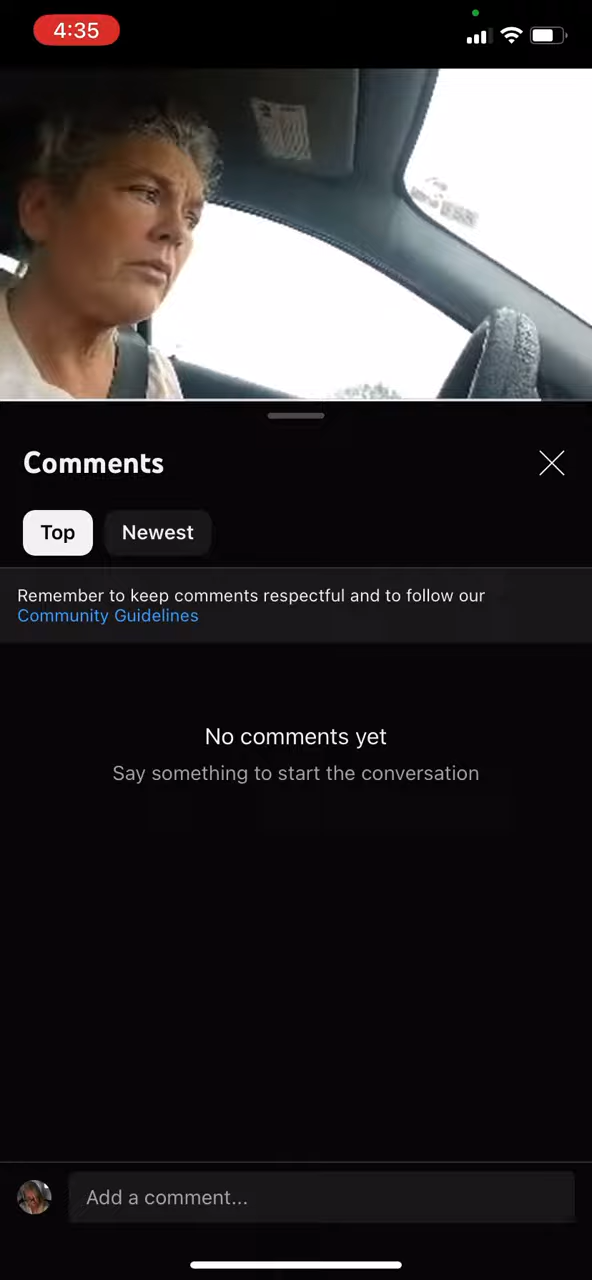 4:35
Comments
Top
Newest
Remember to keep comments respectful and to follow our
Community Guidelines
No comments yet
Say something to start the conversation
Add a comment...